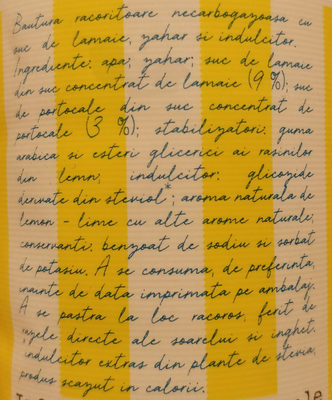 Bautura racoritoare necarbogazoasa cu
suc de lamaie, zahar si indulcitor.
Ingrediente: apa; zahar; suc de lamaie
din suc concentrat de lamaie (9 %); suc
de portocale din suc concentrat de
portocale (3 %); stabilizatori: guma
arabica si esteri glicerici ai rasinilor
din lemn; indulcitor: glicozide
derivate din steviol*; aroma naturala de
lemon - lime cu alte arome naturale;
conservanti: benzoat de sodiu si sorbat
de potasiu. A se consuma, de preferinta,
inainte de data imprimata pe ambalaj.
A se pastra la loc racoros, ferit de
razele directe ale soarelui si inghet.
*indulcitor extras din plante de stevia,
produs scazut in calorii.